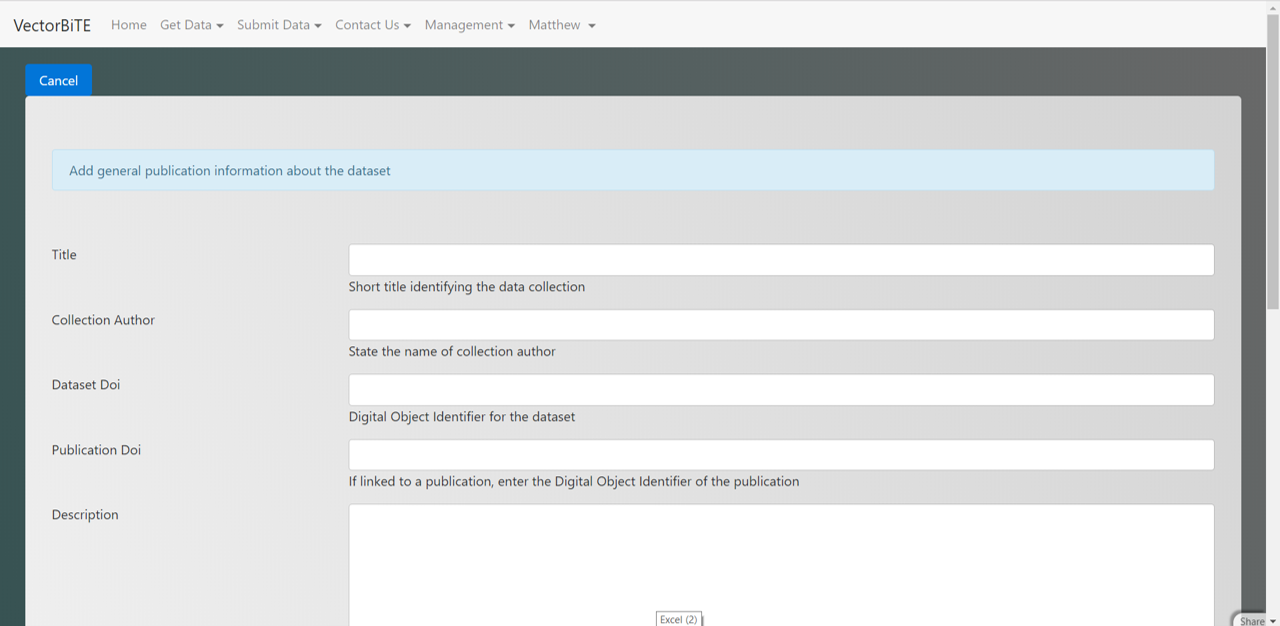 VectorBiTE Home Get Data Submit Data Contact Us Management Matthew
Cancel
Add general publication information about the dataset
Title
Short title identifying the data collection
Collection Author
State the name of collection author
Dataset Doi
Digital Object Identifier for the dataset
Publication Doi
If linked to a publication, enter the Digital Object Identifier of the publication
Description
Excel (2)
Share